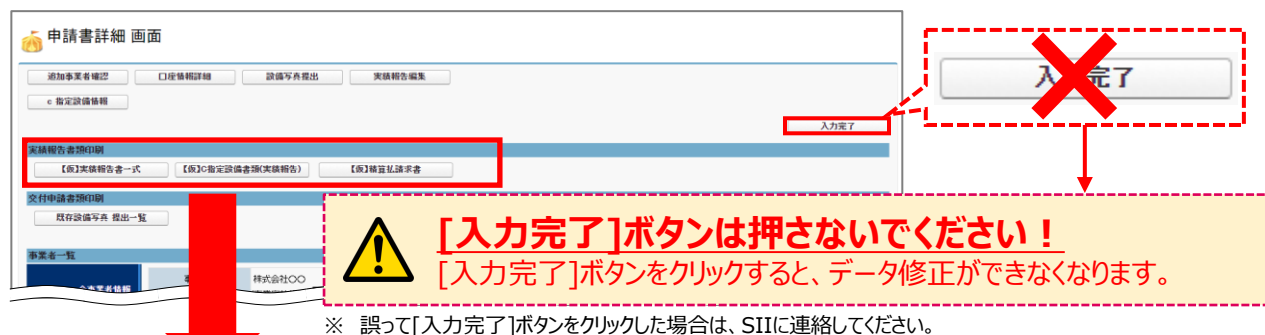 申請書詳細 画面
追加事業者確認 口座情報詳細 設備写真提出 実績報告編集
c 指定設備情報
入力完了
入 完了
実績報告書類印刷
【仮】実績報告書一式 【仮】C指定設備書類(実績報告) 【仮】精算払請求書
交付申請書類印刷
既存設備写真 提出一覧
[入力完了]ボタンは押さないでください！
[入力完了]ボタンをクリックすると、データ修正ができなくなります。
事業者一覧
株式会社〇〇
事業者情報
※ 誤って[入力完了]ボタンをクリックした場合は、SIIに連絡してください。